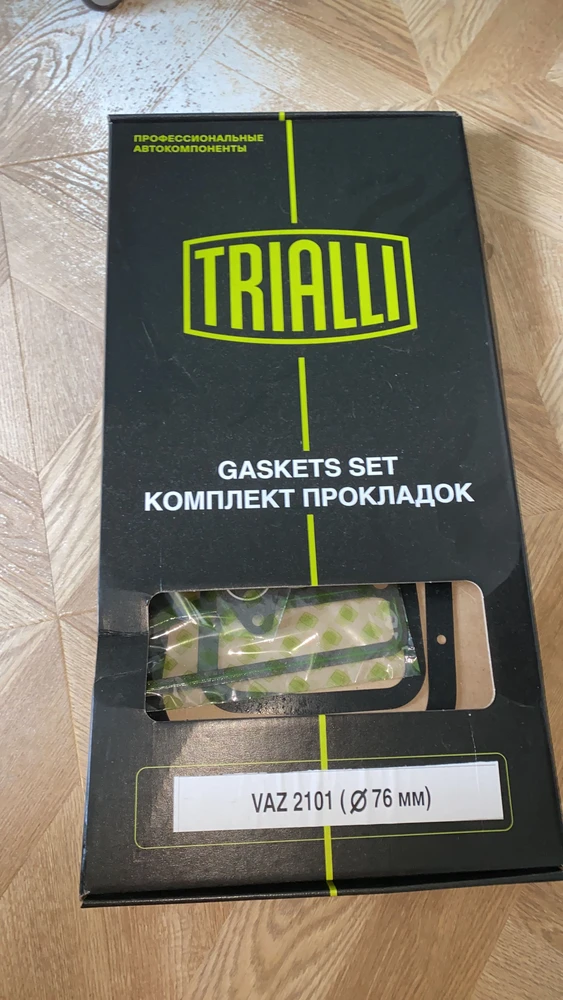 ПРОФЕССИОНАЛЬНЫЕ
АВТОКОМПОНЕНТЫ
TRIALLI
GASKETS SET
КОМПЛЕКТ ПРОКЛАДОК
VAZ 2101 (Ø 76 мм)